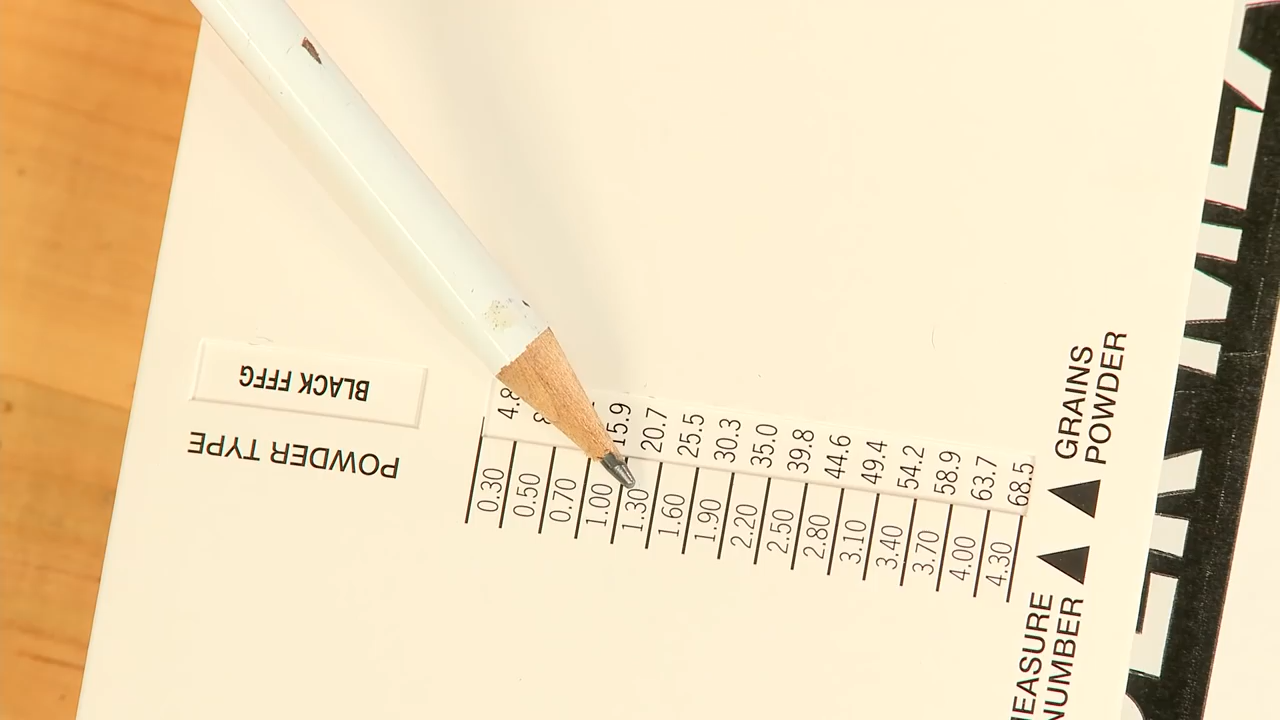 BLACK FFFG
POWDER TYPE
0.30 4.8
0.50
0.70
1.00 15.9
1.30 20.7
1.60 25.5
1.90 30.3
2.20 35.0
2.50 39.8
2.80 44.6
3.10 49.4
3.40 54.2
3.70 58.9
4.00 63.7
4.30 68.5
MEASURE
NUMBER
GRAINS
POWDER